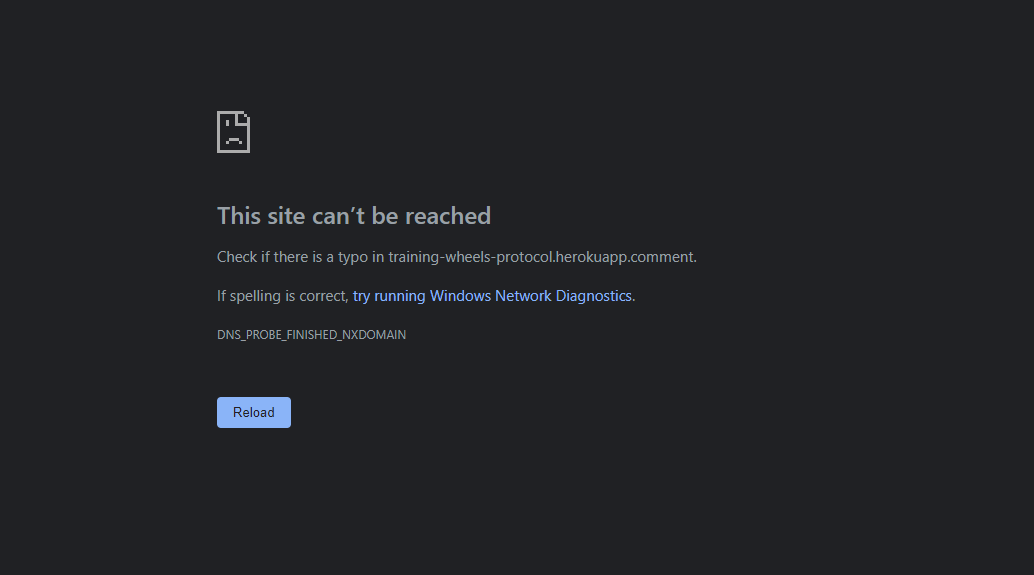 This site can’t be reached
Check if there is a typo in training-wheels-protocol.herokuapp.comment.
If spelling is correct, try running Windows Network Diagnostics.
DNS_PROBE_FINISHED_NXDOMAIN
Reload